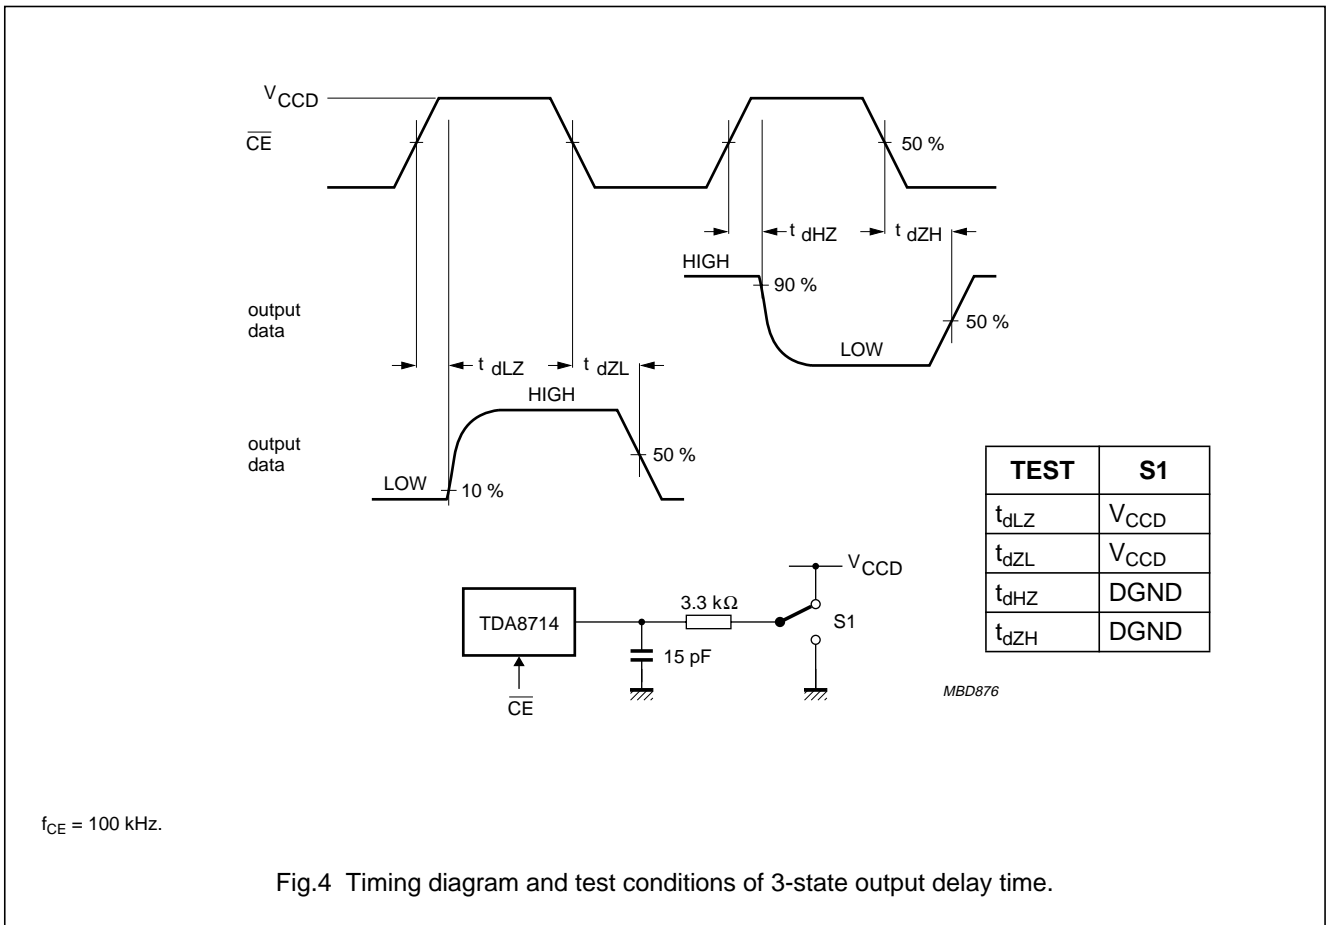 VCCD
CE
50 %
t dHZ
t dZH
HIGH
90 %
output
data
50 %
LOW
t dLZ
t dZL
HIGH
output
data
50 %
LOW
10 %
TEST S1
tdLZ VCCD
tdZL VCCD
tdHZ DGND
tdZH DGND
VCCD
3.3 kΩ
TDA8714
S1
15 pF
CE
MBD876
fCE = 100 kHz.
Fig.4 Timing diagram and test conditions of 3-state output delay time.